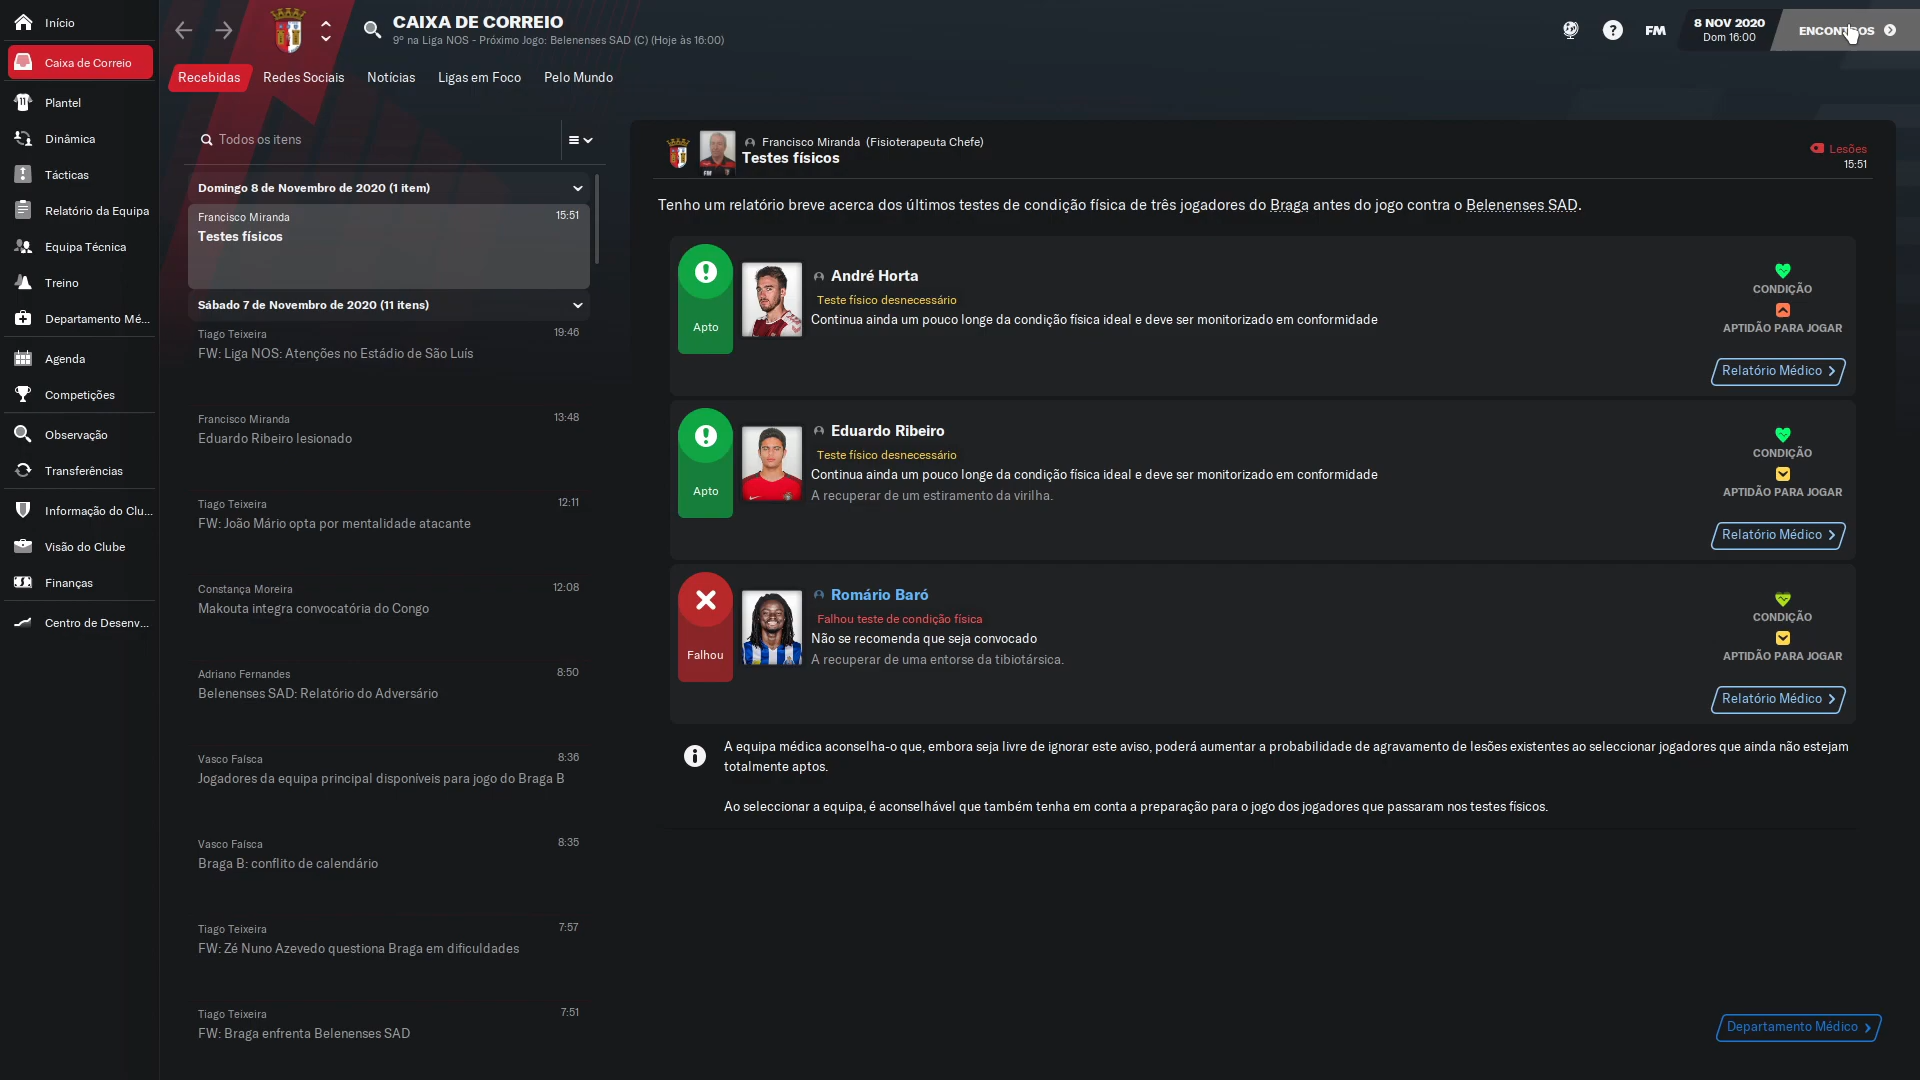 Início
Caixa de Correio
Plantel
Dinâmica
Tácticas
Relatório da Equipa
Equipa Técnica
Treino
Departamento Mé...
Agenda
Competições
Observação
Transferências
Informação do Clu...
Visão do Clube
Finanças
Centro de Desenv...
CAIXA DE CORREIO
9º na Liga NOS - Próximo Jogo: Belenenses SAD (C) (Hoje às 16:00)
FM
8 NOV 2020
Dom 16:00
Recebidas
Redes Sociais
Notícias
Ligas em Foco
Pelo Mundo
Todos os itens
Domingo 8 de Novembro de 2020 (1 item)
Francisco Miranda 15:51
Testes físicos
Sábado 7 de Novembro de 2020 (11 itens)
Tiago Teixeira 19:46
FW: Liga NOS: Atenções no Estádio de São Luís
Francisco Miranda 13:48
Eduardo Ribeiro lesionado
Tiago Teixeira 12:11
FW: João Mário opta por mentalidade atacante
Constança Moreira 12:08
Makouta integra convocatória do Congo
Adriano Fernandes 8:50
Belenenses SAD: Relatório do Adversário
Vasco Faísca 8:36
Jogadores da equipa principal disponíveis para jogo do Braga B
Vasco Faísca 8:35
Braga B: conflito de calendário
Tiago Teixeira 7:57
FW: Zé Nuno Azevedo questiona Braga em dificuldades
Tiago Teixeira 7:51
FW: Braga enfrenta Belenenses SAD
Francisco Miranda (Fisioterapeuta Chefe)
Testes físicos
Lesões
15:51
Tenho um relatório breve acerca dos últimos testes de condição física de três jogadores do Braga antes do jogo contra o Belenenses SAD.
Apto
André Horta
Teste físico desnecessário
Continua ainda um pouco longe da condição física ideal e deve ser monitorizado em conformidade
CONDIÇÃO
APTIDÃO PARA JOGAR
Relatório Médico
Apto
Eduardo Ribeiro
Teste físico desnecessário
Continua ainda um pouco longe da condição física ideal e deve ser monitorizado em conformidade
A recuperar de um estiramento da virilha.
CONDIÇÃO
APTIDÃO PARA JOGAR
Relatório Médico
Falhou
Romário Baró
Falhou teste de condição física
Não se recomenda que seja convocado
A recuperar de uma entorse da tibiotársica.
CONDIÇÃO
APTIDÃO PARA JOGAR
Relatório Médico
A equipa médica aconselha-o que, embora seja livre de ignorar este aviso, poderá aumentar a probabilidade de agravamento de lesões existentes ao seleccionar jogadores que ainda não estejam
totalmente aptos.
Ao seleccionar a equipa, é aconselhável que também tenha em conta a preparação para o jogo dos jogadores que passaram nos testes físicos.
Departamento Médico